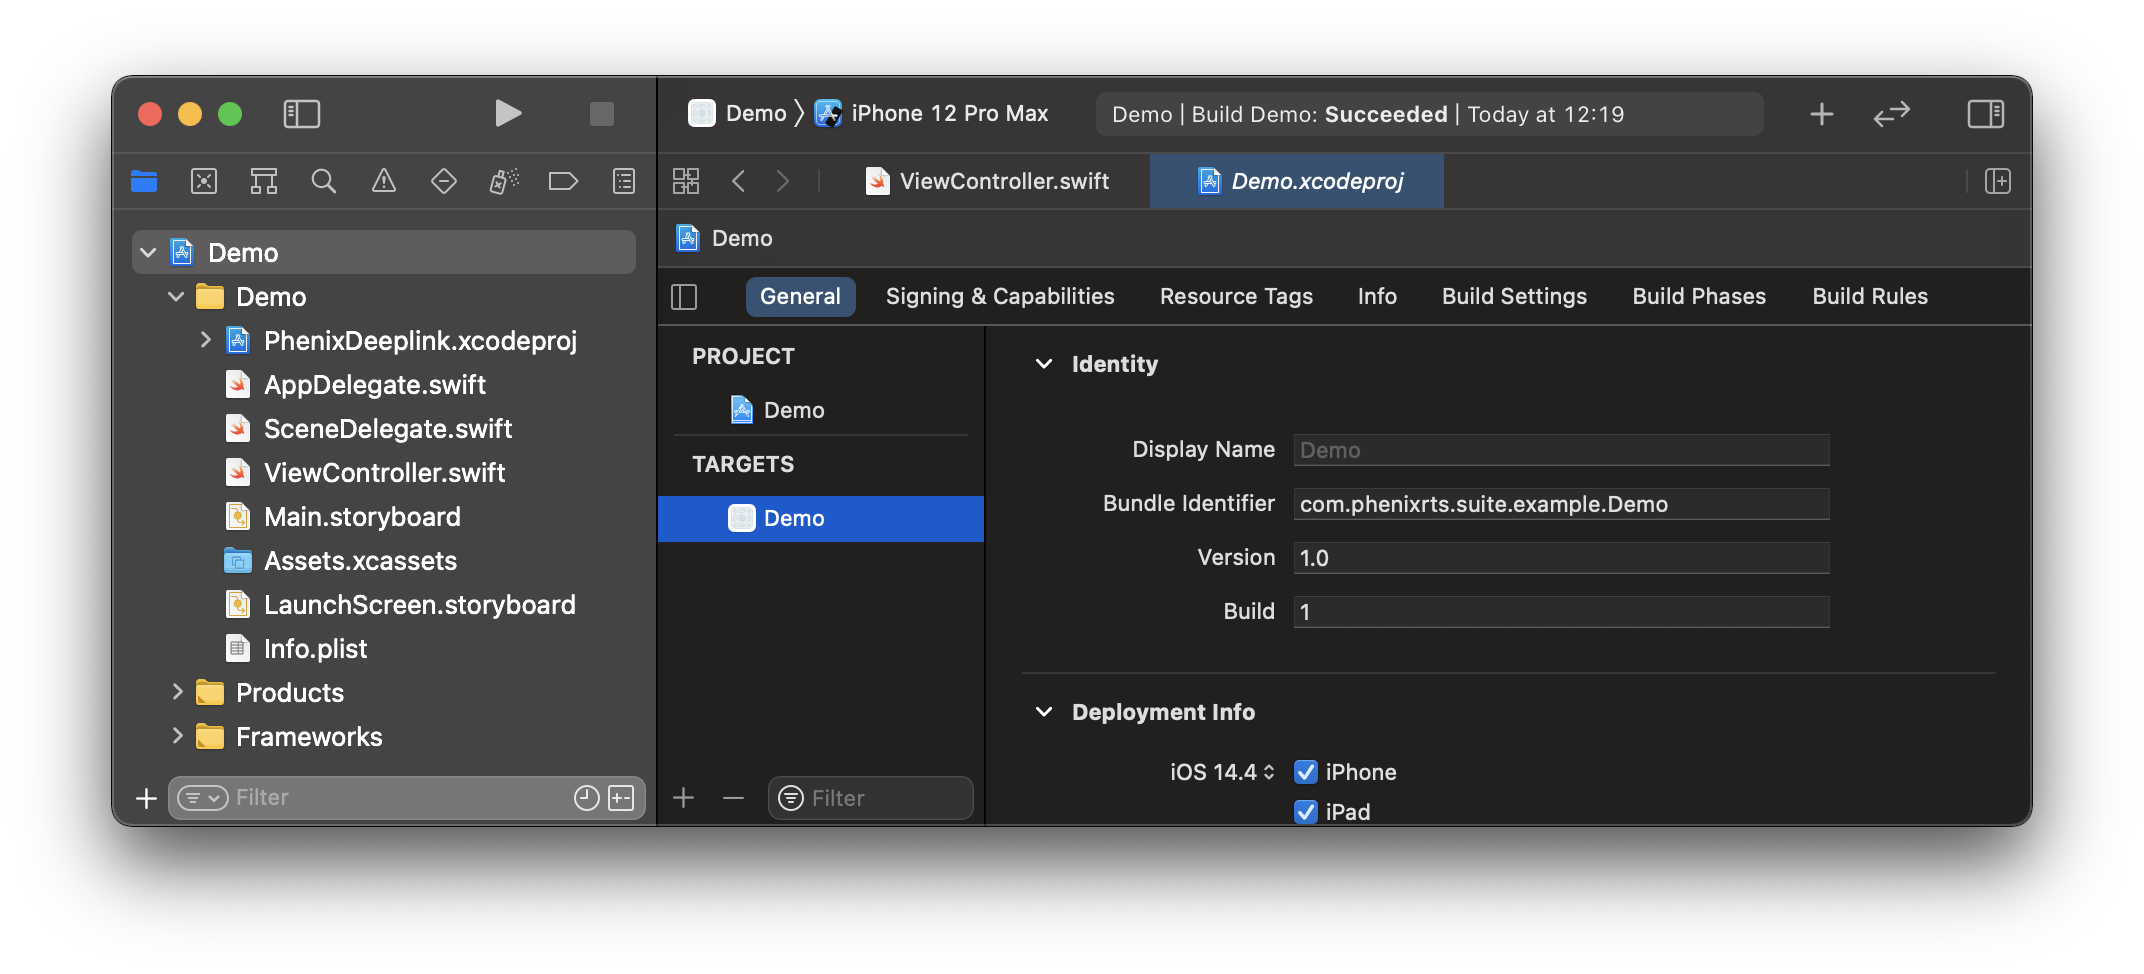 Demo
iPhone 12 Pro Max
Demo | Build Demo: Succeeded | Today at 12:19
ViewController.swift
Demo.xcodeproj
Demo
General
Signing & Capabilities
Resource Tags
Info
Build Settings
Build Phases
Build Rules
Demo
Demo
PhenixDeeplink.xcodeproj
AppDelegate.swift
SceneDelegate.swift
ViewController.swift
Main.storyboard
Assets.xcassets
LaunchScreen.storyboard
Info.plist
Products
Frameworks
Filter
PROJECT
Demo
TARGETS
Demo
Filter
Identity
Display Name
Demo
Bundle Identifier
com.phenixrts.suite.example.Demo
Version
1.0
Build
1
Deployment Info
iOS 14.4
iPhone
iPad